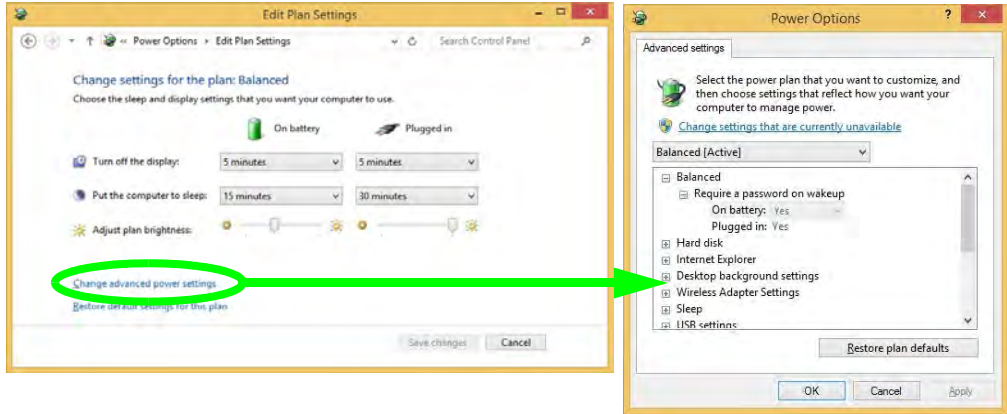 Edit Plan Settings
« Power Options › Edit Plan Settings
Search Control Panel
Change settings for the plan: Balanced
Choose the sleep and display settings that you want your computer to use.
On battery
Plugged in
Turn off the display:
5 minutes
5 minutes
Put the computer to sleep:
15 minutes
30 minutes
Adjust plan brightness:
Change advanced power settings
Restore default settings for this plan
Save changes
Cancel
Power Options
?
Advanced settings
Select the power plan that you want to customize, and
then choose settings that reflect how you want your
computer to manage power.
Change settings that are currently unavailable
Balanced [Active]
Balanced
Require a password on wakeup
On battery: Yes
Plugged in: Yes
Hard disk
Internet Explorer
Desktop background settings
Wireless Adapter Settings
Sleep
USB settings
Restore plan defaults
OK
Cancel
Apply